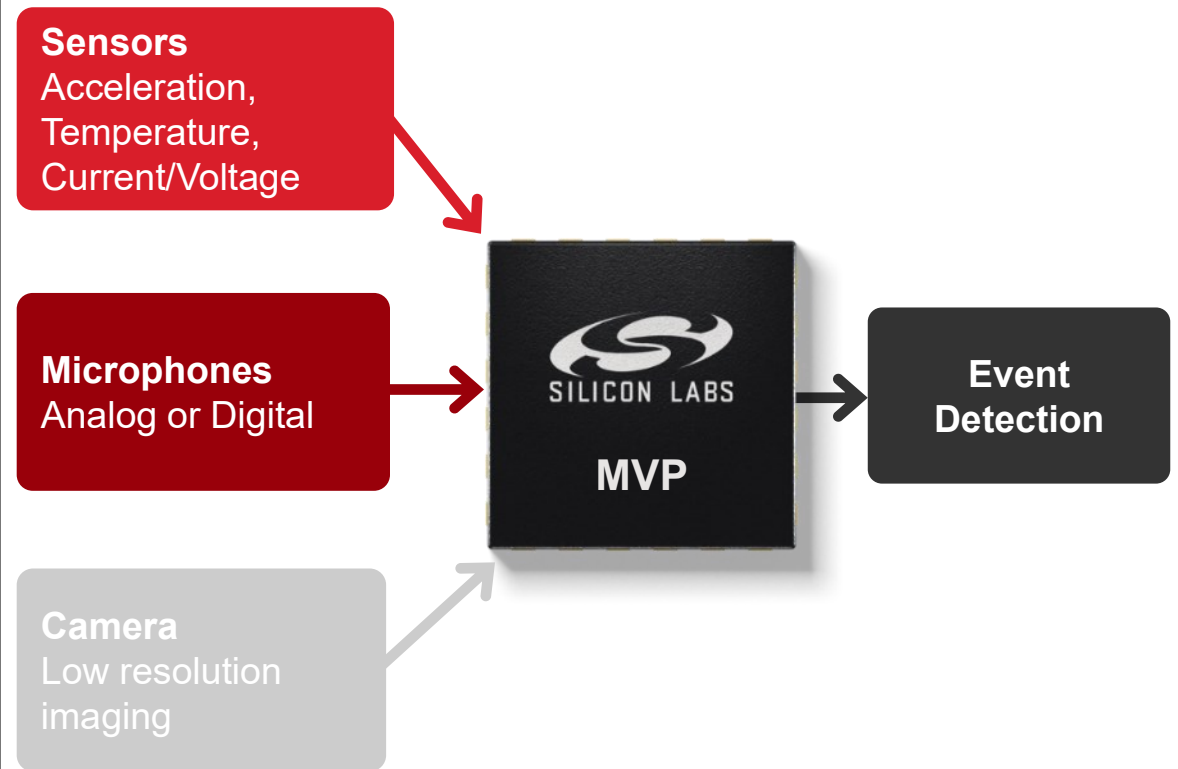 Sensors
Acceleration,
Temperature,
Current/Voltage
Microphones
Analog or Digital
Camera
Low resolution
imaging
SILICON LABS
MVP
Event
Detection